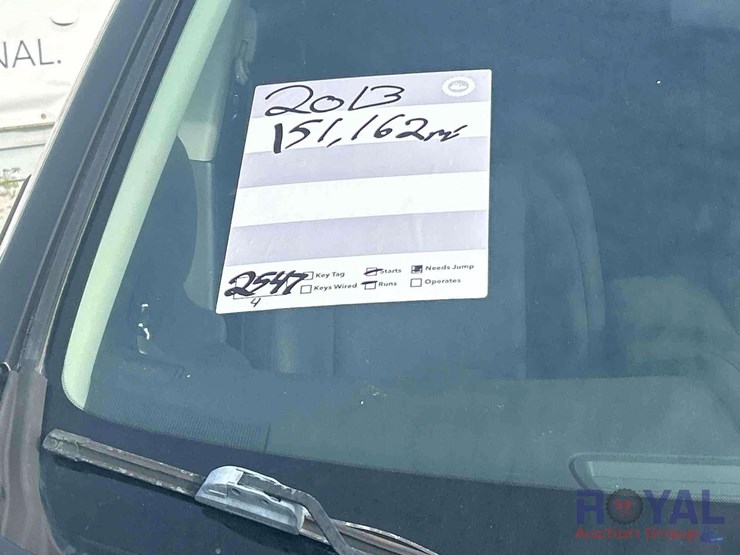 NAL.
2013
151,162mi
Key Tag Starts Needs Jump
2547 Keys Wired Runs Operates
4
ROYAL
Auction Group